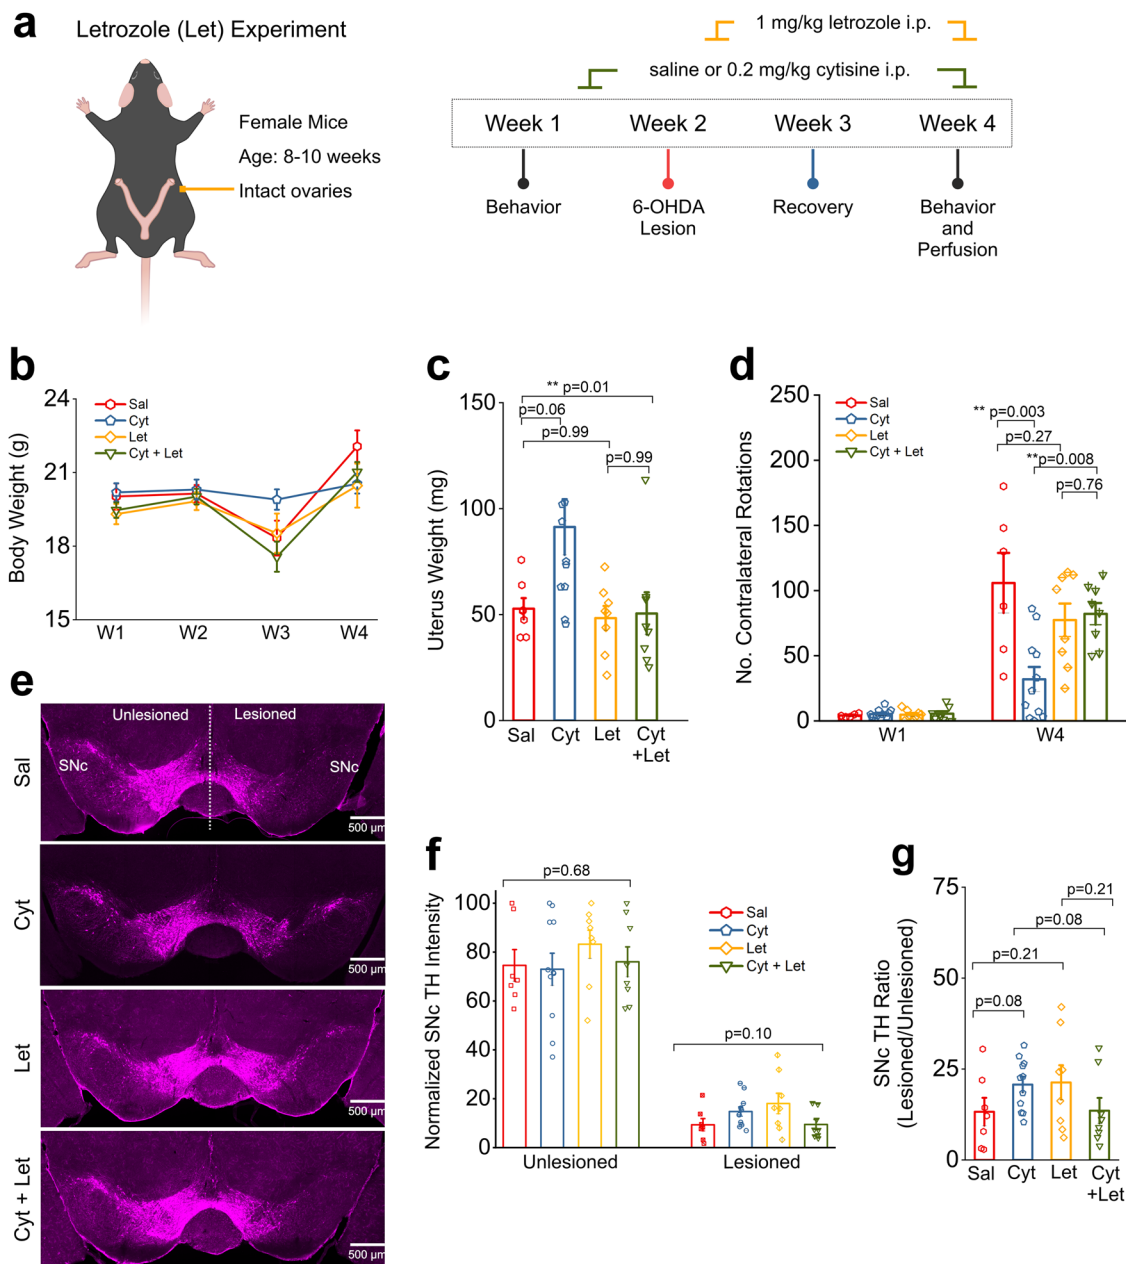 a
Letrozole (Let) Experiment
Female Mice
Age: 8-10 weeks
Intact ovaries
1 mg/kg letrozole i.p.
saline or 0.2 mg/kg cytisine i.p.
Week 1
Week 2
Week 3
Week 4
Behavior
6-OHDA
Lesion
Recovery
Behavior
and
Perfusion
b
Body Weight (g)
24
21
18
15
Sal
Cyt
Let
Cyt + Let
W1
W2
W3
W4
c
Uterus Weight (mg)
150
100
50
0
** p=0.01
p=0.06
p=0.99
p=0.99
Sal
Cyt
Let
Cyt
+Let
d
No. Contralateral Rotations
250
200
150
100
50
0
Sal
Cyt
Let
Cyt + Let
** p=0.003
p=0.27
**p=0.008
p=0.76
W1
W4
e
Sal
Unlesioned
Lesioned
SNc
SNc
500 µm
Cyt
500 µm
Let
500 µm
Cyt + Let
500 µm
f
Normalized SNc TH Intensity
100
80
60
40
20
0
p=0.68
Sal
Cyt
Let
Cyt + Let
p=0.10
Unlesioned
Lesioned
g
SNc TH Ratio
(Lesioned/Unlesioned)
75
50
25
0
p=0.21
p=0.08
p=0.21
p=0.08
Sal
Cyt
Let
Cyt
+Let